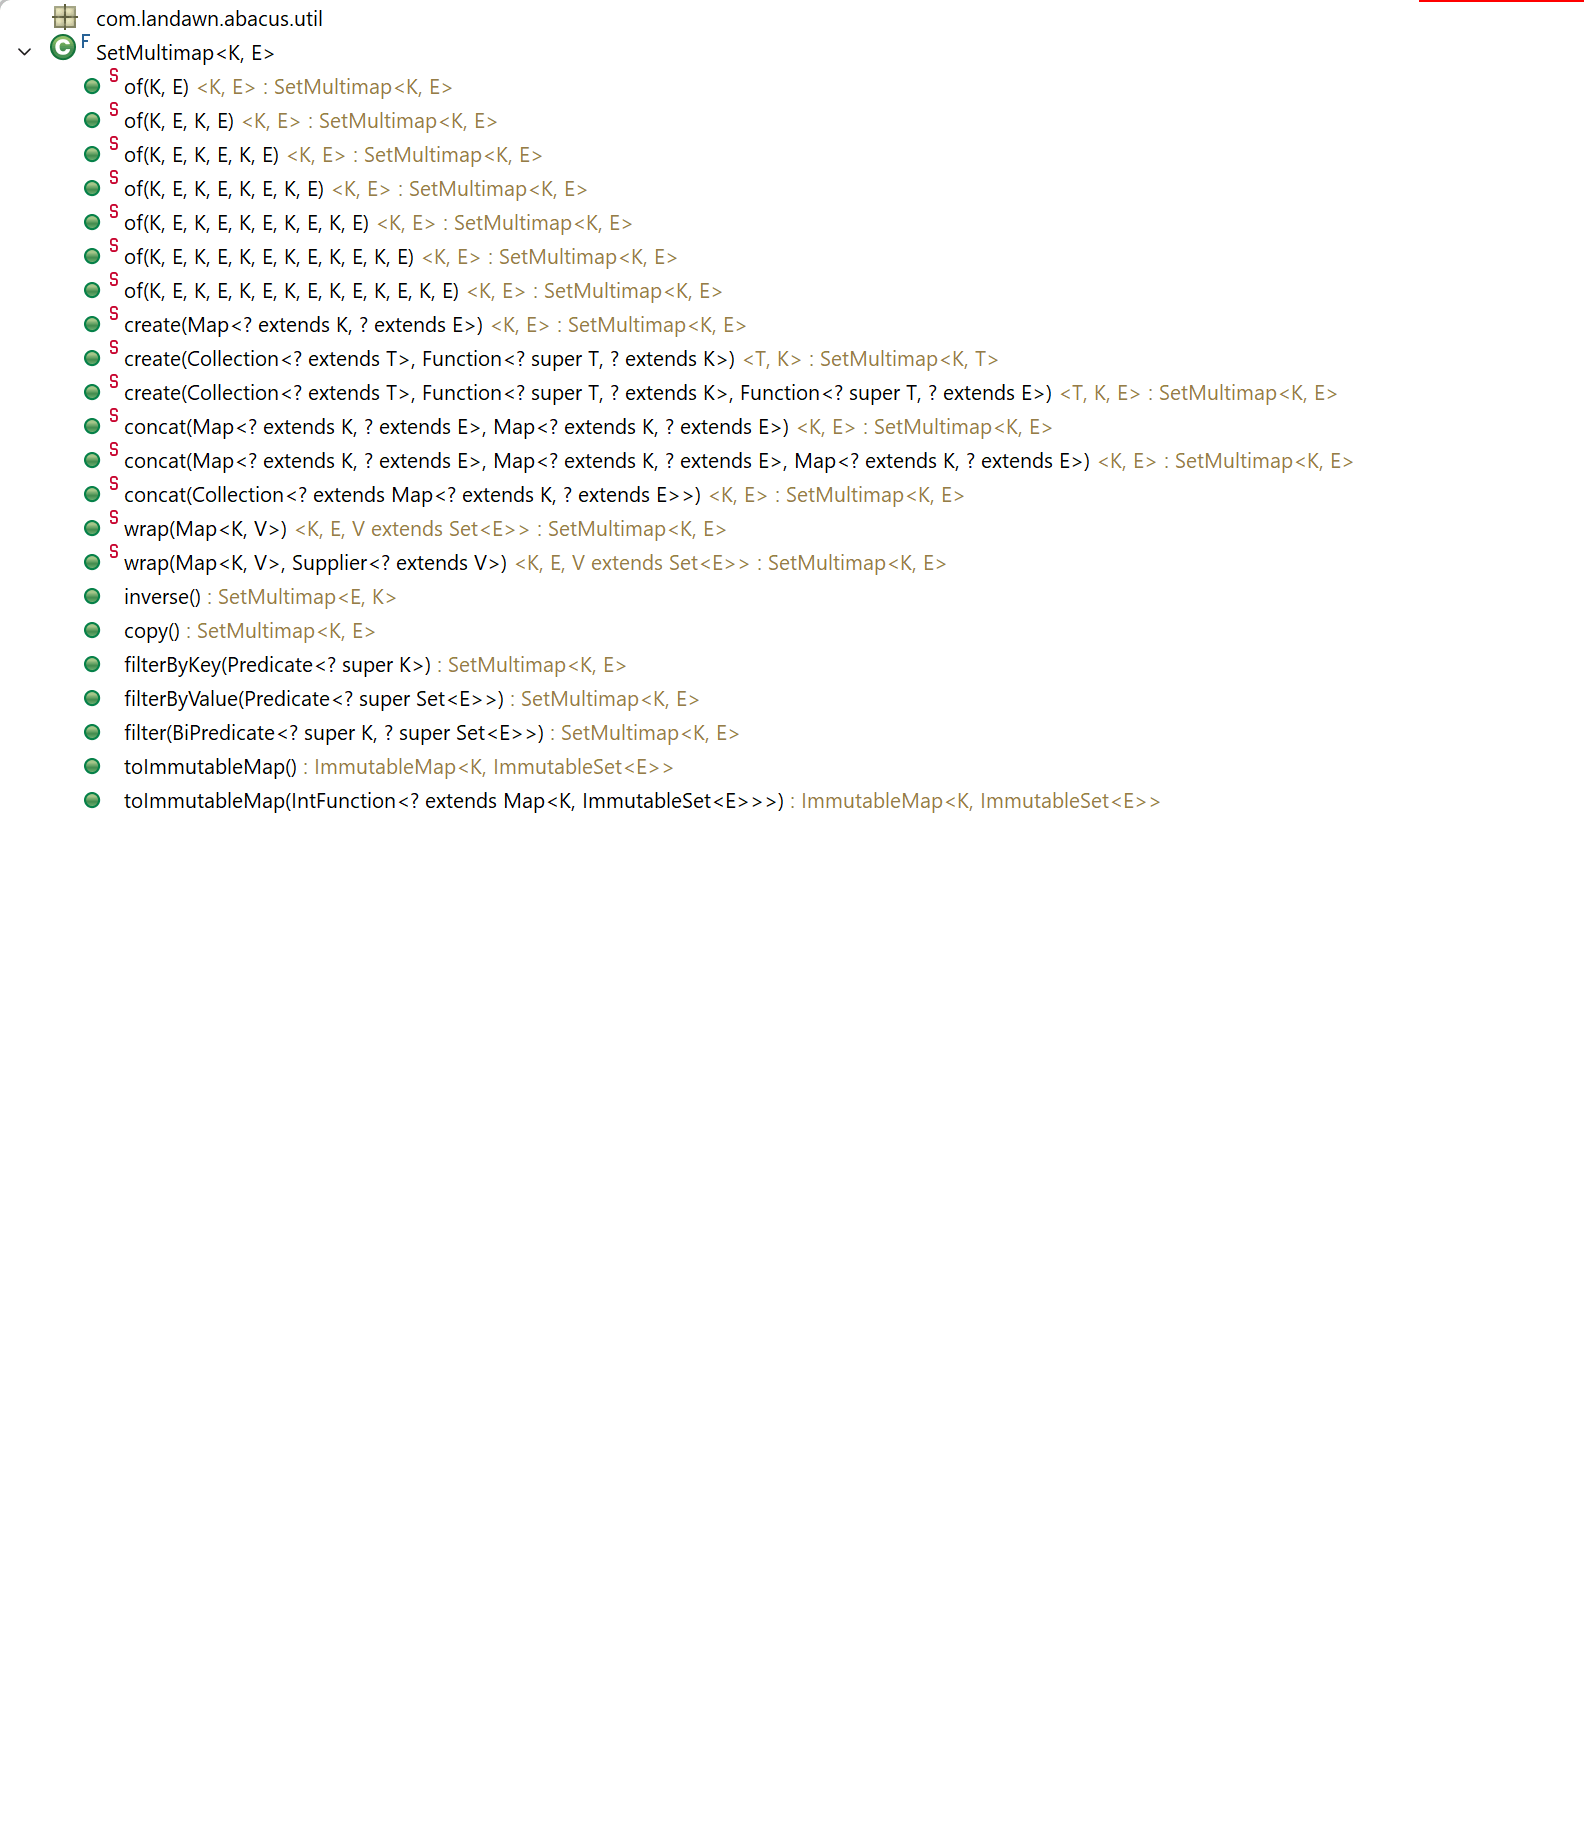 com.landawn.abacus.util
C F SetMultimap<K, E>
S of(K, E) <K, E> : SetMultimap<K, E>
S of(K, E, K, E) <K, E> : SetMultimap<K, E>
S of(K, E, K, E, K, E) <K, E> : SetMultimap<K, E>
S of(K, E, K, E, K, E, K, E) <K, E> : SetMultimap<K, E>
S of(K, E, K, E, K, E, K, E, K, E) <K, E> : SetMultimap<K, E>
S of(K, E, K, E, K, E, K, E, K, E, K, E) <K, E> : SetMultimap<K, E>
S of(K, E, K, E, K, E, K, E, K, E, K, E, K, E) <K, E> : SetMultimap<K, E>
S create(Map<? extends K, ? extends E>) <K, E> : SetMultimap<K, E>
S create(Collection<? extends T>, Function<? super T, ? extends K>) <T, K> : SetMultimap<K, T>
S create(Collection<? extends T>, Function<? super T, ? extends K>, Function<? super T, ? extends E>) <T, K, E> : SetMultimap<K, E>
S concat(Map<? extends K, ? extends E>, Map<? extends K, ? extends E>) <K, E> : SetMultimap<K, E>
S concat(Map<? extends K, ? extends E>, Map<? extends K, ? extends E>, Map<? extends K, ? extends E>) <K, E> : SetMultimap<K, E>
S concat(Collection<? extends Map<? extends K, ? extends E>>) <K, E> : SetMultimap<K, E>
S wrap(Map<K, V>) <K, E, V extends Set<E>> : SetMultimap<K, E>
S wrap(Map<K, V>, Supplier<? extends V>) <K, E, V extends Set<E>> : SetMultimap<K, E>
inverse() : SetMultimap<E, K>
copy() : SetMultimap<K, E>
filterByKey(Predicate<? super K>) : SetMultimap<K, E>
filterByValue(Predicate<? super Set<E>>) : SetMultimap<K, E>
filter(BiPredicate<? super K, ? super Set<E>>) : SetMultimap<K, E>
toImmutableMap() : ImmutableMap<K, ImmutableSet<E>>
toImmutableMap(IntFunction<? extends Map<K, ImmutableSet<E>>>) : ImmutableMap<K, ImmutableSet<E>>